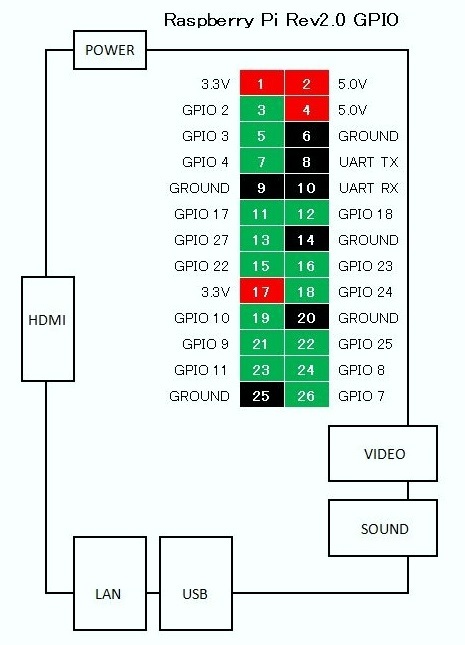 Raspberry Pi Rev2.0 GPIO
POWER
3.3V 1 2 5.0V
GPIO 2 3 4 5.0V
GPIO 3 5 6 GROUND
GPIO 4 7 8 UART TX
GROUND 9 10 UART RX
GPIO 17 11 12 GPIO 18
GPIO 27 13 14 GROUND
GPIO 22 15 16 GPIO 23
3.3V 17 18 GPIO 24
GPIO 10 19 20 GROUND
GPIO 9 21 22 GPIO 25
GPIO 11 23 24 GPIO 8
GROUND 25 26 GPIO 7
HDMI
VIDEO
SOUND
LAN
USB